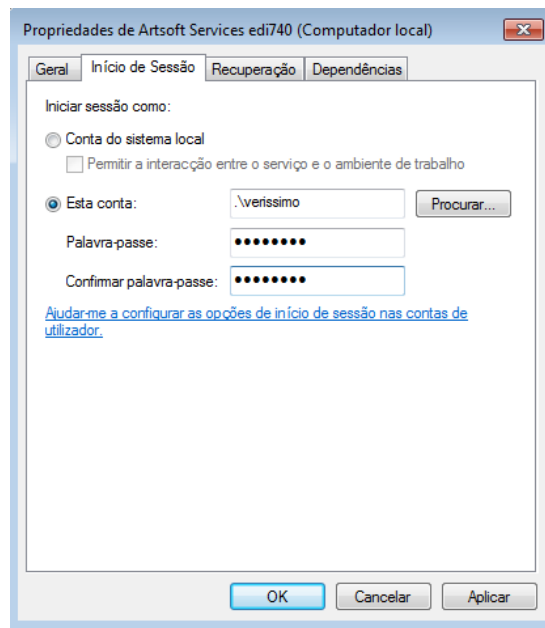 Propriedades de Artsoft Services edi740 (Computador local)
Geral Início de Sessão Recuperação Dependências
Iniciar sessão como:
Conta do sistema local
Permitir a interacção entre o serviço e o ambiente de trabalho
Esta conta: .\verissimo Procurar...
Palavra-passe: ●●●●●●●●
Confirmar palavra-passe: ●●●●●●●●
Ajudar-me a configurar as opções de início de sessão nas contas de
utilizador.
OK Cancelar Aplicar